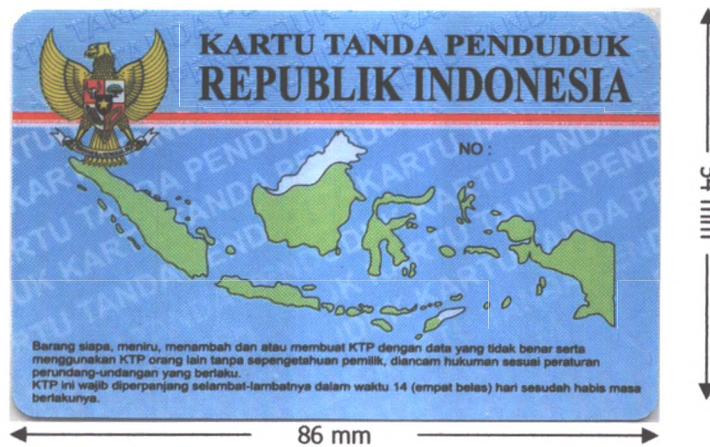 KARTU TANDA PENDUDUK
REPUBLIK INDONESIA
NO :
Barang siapa, meniru, menambah dan atau membuat KTP dengan data yang tidak benar serta
menggunakan KTP orang lain tanpa sepengetahuan pemilik, diancam hukuman sesuai peraturan
perundang-undangan yang berlaku.
KTP ini wajib diperpanjang selambat-lambatnya dalam waktu 14 (empat belas) hari sesudah habis masa
berlakunya.
86 mm
mm